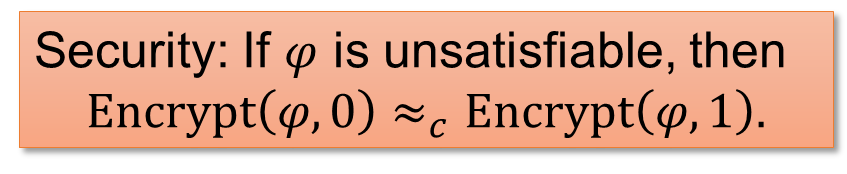 Security: If 𝜑 is unsatisfiable, then
Encrypt(𝜑, 0) ≈𝑐 Encrypt(𝜑, 1).